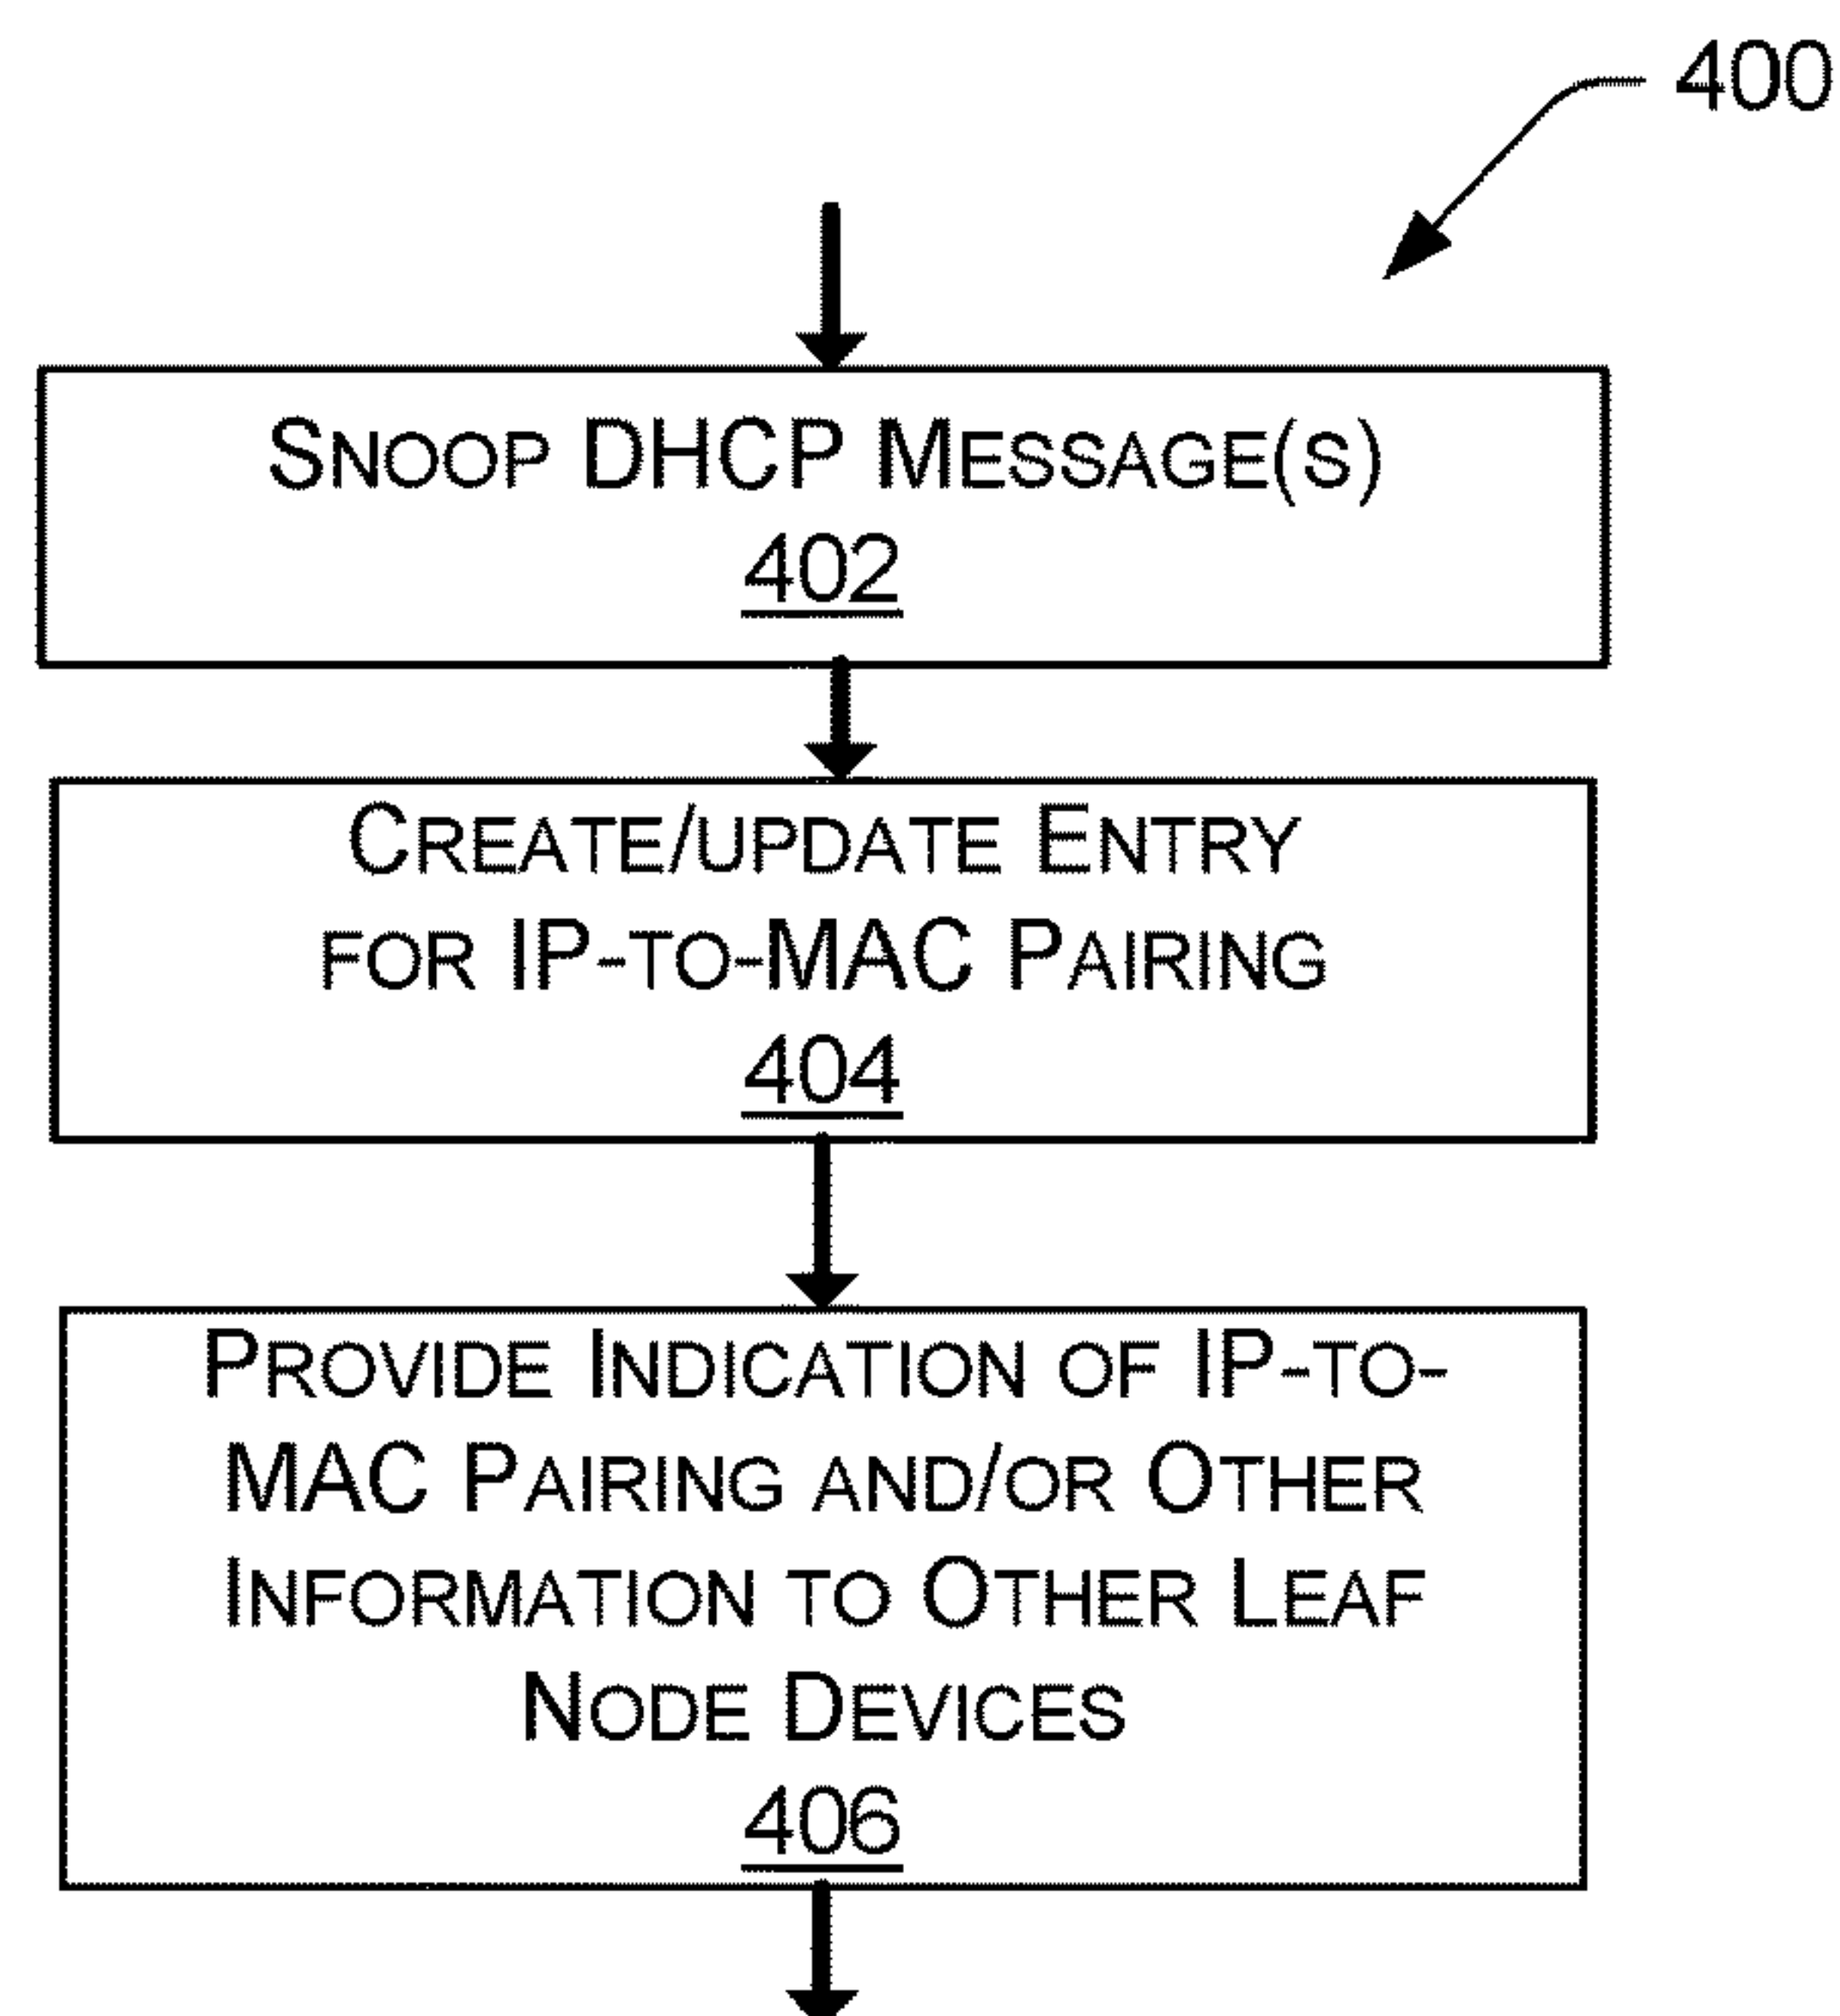 400
SNOOP DHCP MESSAGE(S)
402
CREATE/UPDATE ENTRY
FOR IP-TO-MAC PAIRING
404
PROVIDE INDICATION OF IP-TO-
MAC PAIRING AND/OR OTHER
INFORMATION TO OTHER LEAF
NODE DEVICES
406